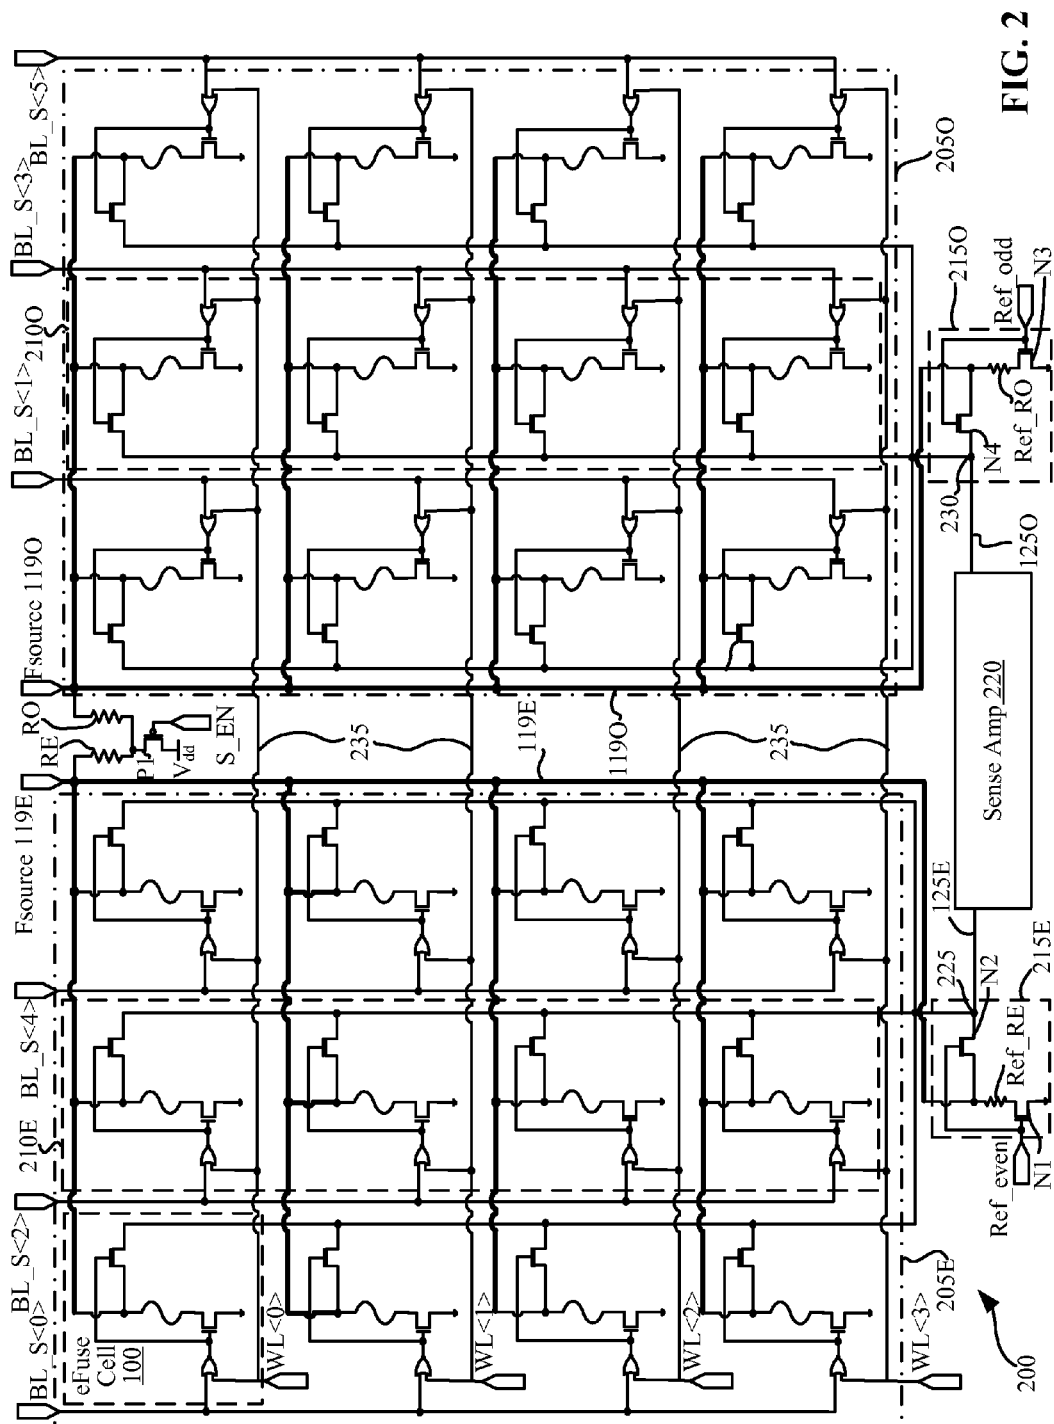 BL_S<0>
BL_S<2>
210E
BL_S<4>
Fsource 119E
RE
RO
Fsource 119O
BL_S<1>
210O
BL_S<3>
BL_S<5>
eFuse
Cell
100
P1
Vdd
S_EN
WL<0>
WL<1>
WL<2>
WL<3>
235
119E
119O
235
205E
205O
200
Ref_even
N1
Ref_RE
N2
225
215E
125E
Sense Amp 220
125O
230
N4
Ref_RO
N3
Ref_odd
215O
FIG. 2